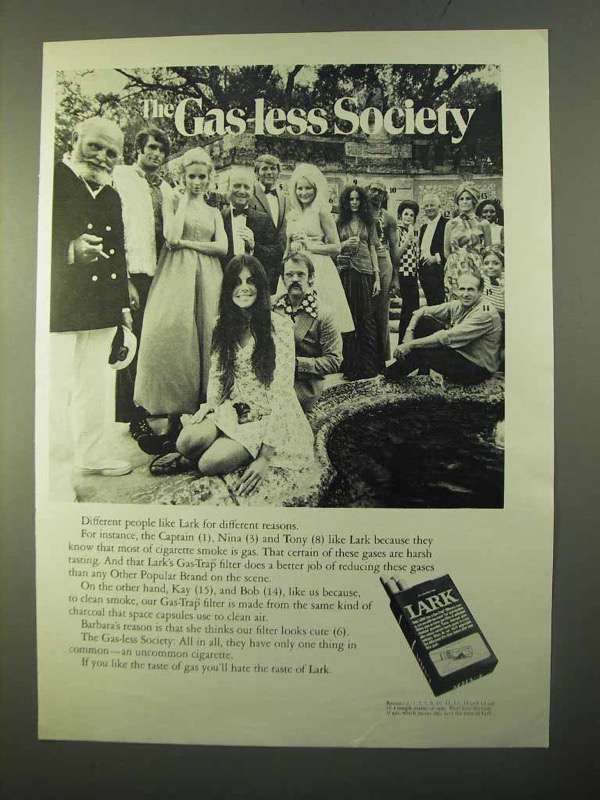 The Gas-less Society
9
10
11
Different people like Lark for different reasons.
For instance, the Captain (1), Nina (3) and Tony (8) like Lark because they
know that most of cigarette smoke is gas. That certain of these gases are harsh
tasting. And that Lark's Gas-Trap filter does a better job of reducing these gases
than any Other Popular Brand on the scene.
On the other hand, Kay (15), and Bob (14), like us because,
to clean smoke, our Gas-Trap filter is made from the same kind of
charcoal that space capsules use to clean air.
Barbara's reason is that she thinks our filter looks cute (6).
The Gas-less Society: All in all, they have only one thing in
common—an uncommon cigarette.
If you like the taste of gas you'll hate the taste of Lark.
LARK